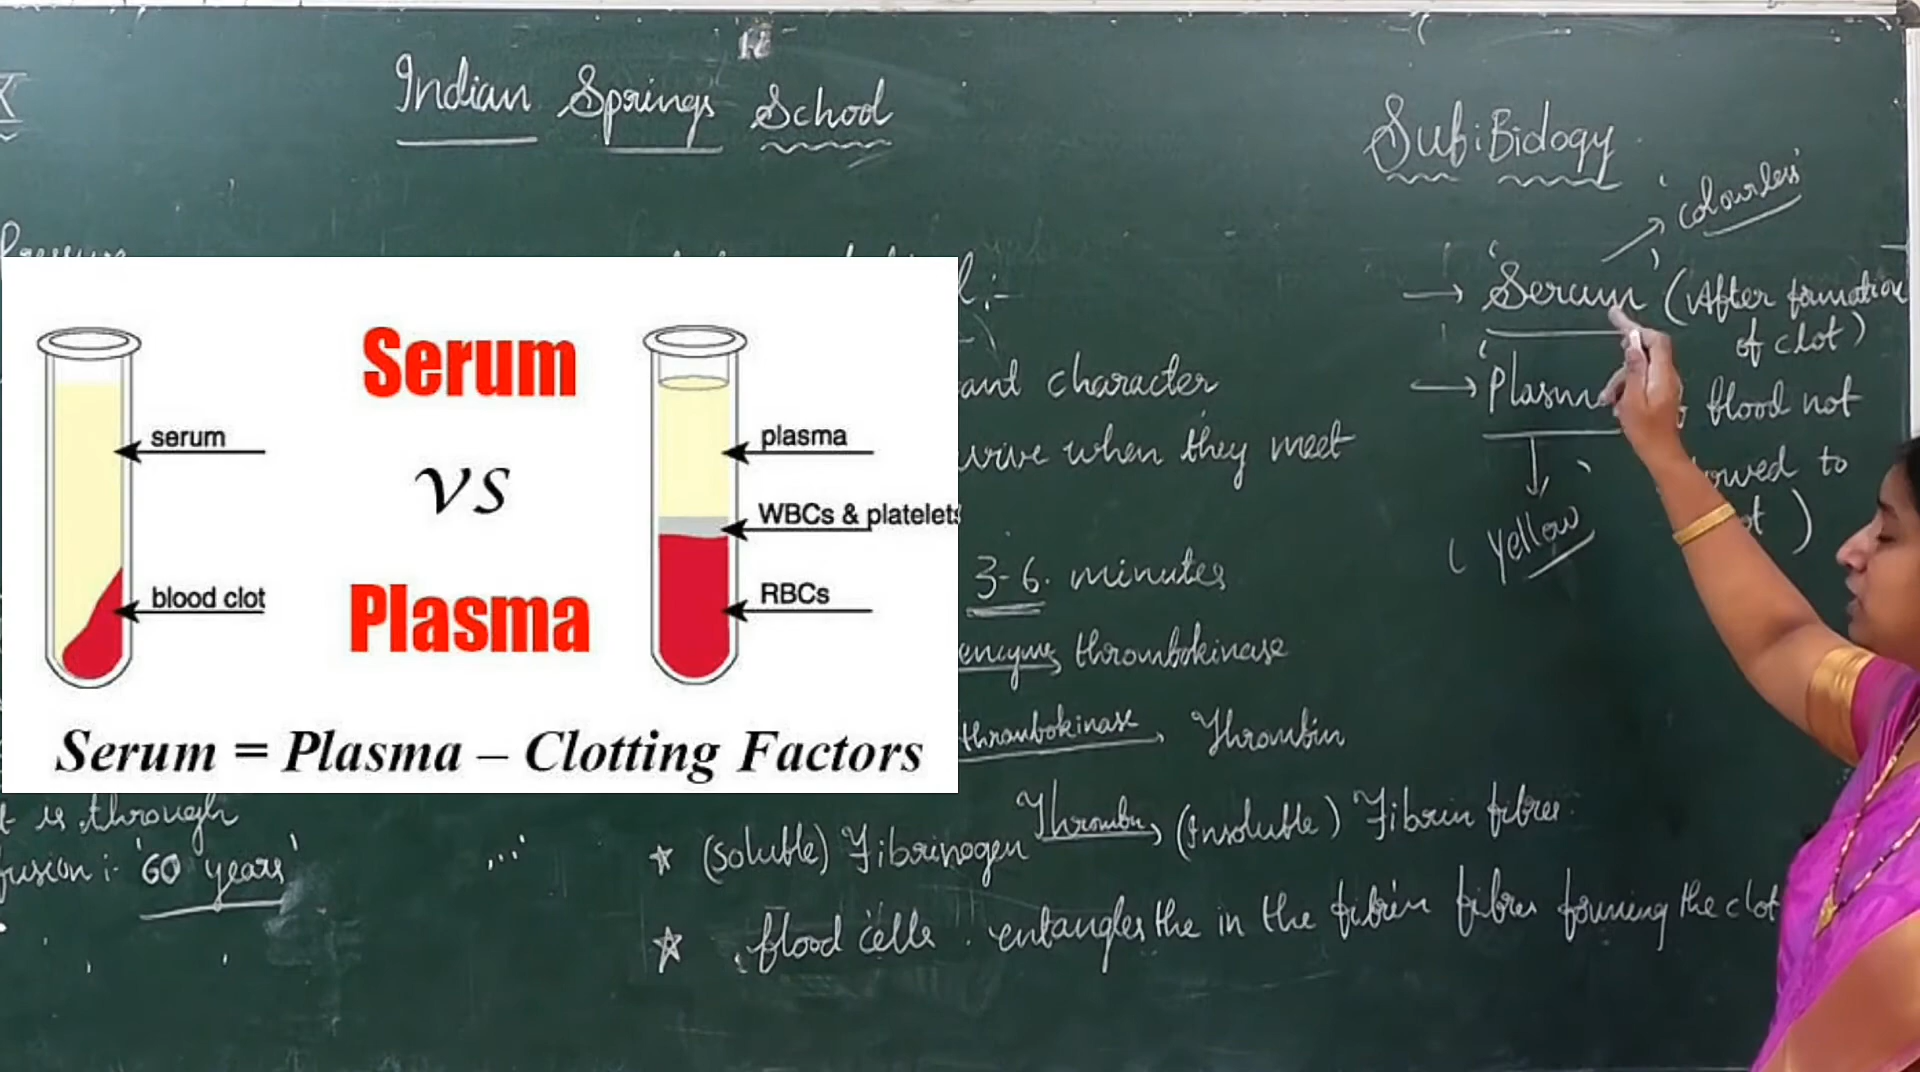 X
Indian Springs School
Sub: Biology
colourless
Pressure
→ Serum (After formation
of clot)
→ Plasma
blood not
(yellow
Serum
vs
Plasma
serum
blood clot
plasma
WBCs & platelets
RBCs
Serum = Plasma – Clotting Factors
character
when they meet
3-6. minutes
enzyme, thrombokinase
thrombokinase → Thrombin
is through
60 years
☆ (soluble) Fibrinogen → (Insoluble) Fibrin fibres.
☆ blood cells entangles the in the fibrin fibres forming the clot